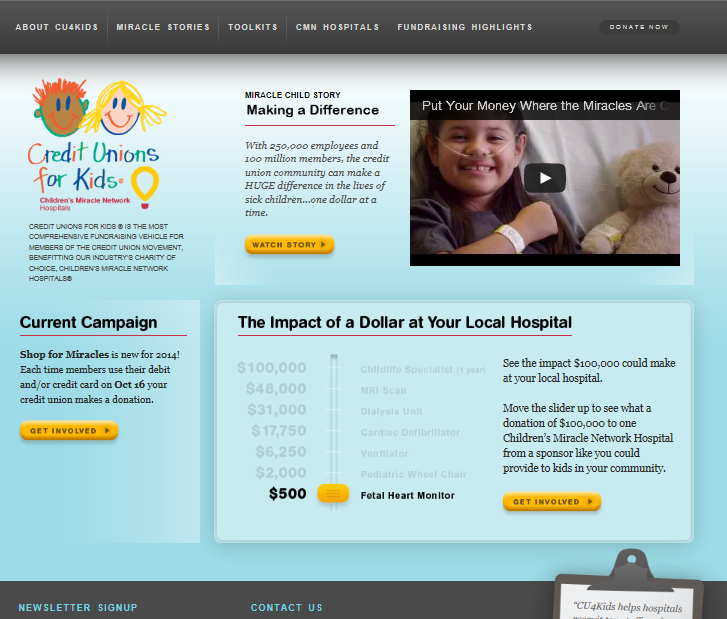 ABOUT CU4KIDS
MIRACLE STORIES
TOOLKITS
CMN HOSPITALS
FUNDRAISING HIGHLIGHTS
DONATE NOW
Credit Unions
for Kids®
Children's Miracle Network
Hospitals
CREDIT UNIONS FOR KIDS ® IS THE MOST
COMPREHENSIVE FUNDRAISING VEHICLE FOR
MEMBERS OF THE CREDIT UNION MOVEMENT,
BENEFITTING OUR INDUSTRY'S CHARITY OF
CHOICE, CHILDREN'S MIRACLE NETWORK
HOSPITALS®
MIRACLE CHILD STORY
Making a Difference
With 250,000 employees and
100 million members, the credit
union community can make a
HUGE difference in the lives of
sick children...one dollar at a
time.
WATCH STORY
Put Your Money Where the Miracles Are C
Current Campaign
Shop for Miracles is new for 2014!
Each time members use their debit
and/or credit card on Oct 16 your
credit union makes a donation.
GET INVOLVED
The Impact of a Dollar at Your Local Hospital
$100,000 Childlife Specialist (1 year)
$48,000 MRI Scan
$31,000 Dialysis Unit
$17,750 Cardiac Defibrillator
$6,250 Ventilator
$2,000 Pediatric Wheel Chair
$500 Fetal Heart Monitor
See the impact $100,000 could make
at your local hospital.
Move the slider up to see what a
donation of $100,000 to one
Children's Miracle Network Hospital
from a sponsor like you could
provide to kids in your community.
GET INVOLVED
NEWSLETTER SIGNUP
CONTACT US
"CU4Kids helps hospitals